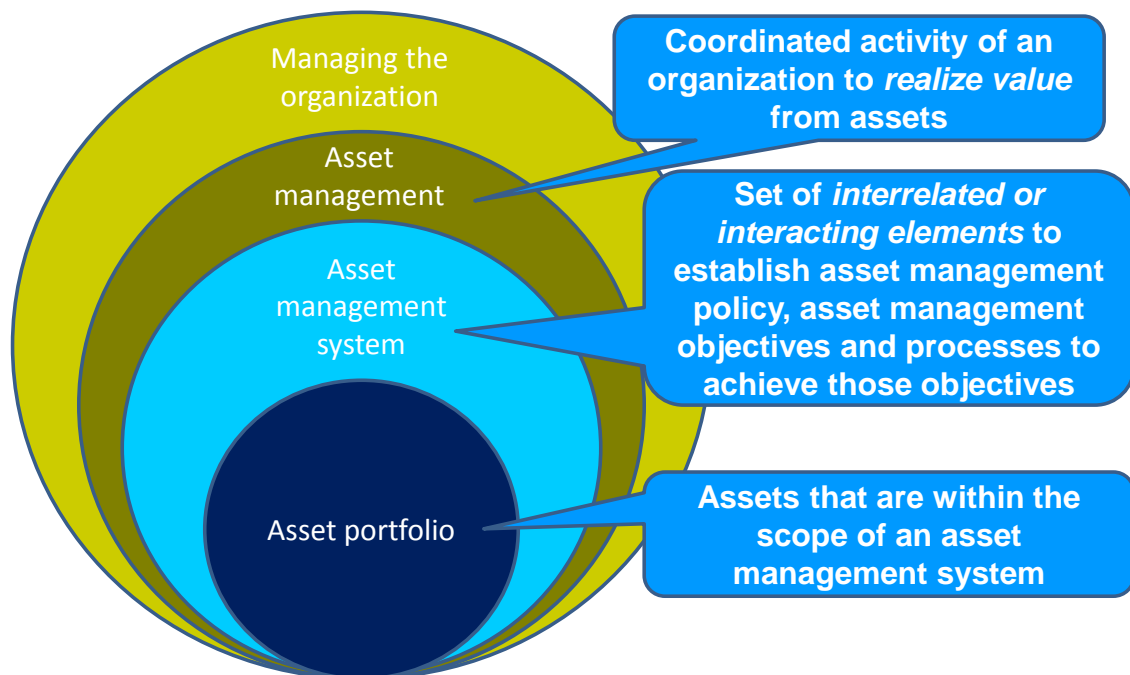 Managing the
organization
Coordinated activity of an
organization to realize value
from assets
Asset
management
Set of interrelated or
interacting elements to
establish asset management
policy, asset management
objectives and processes to
achieve those objectives
Asset
management
system
Asset portfolio
Assets that are within the
scope of an asset
management system